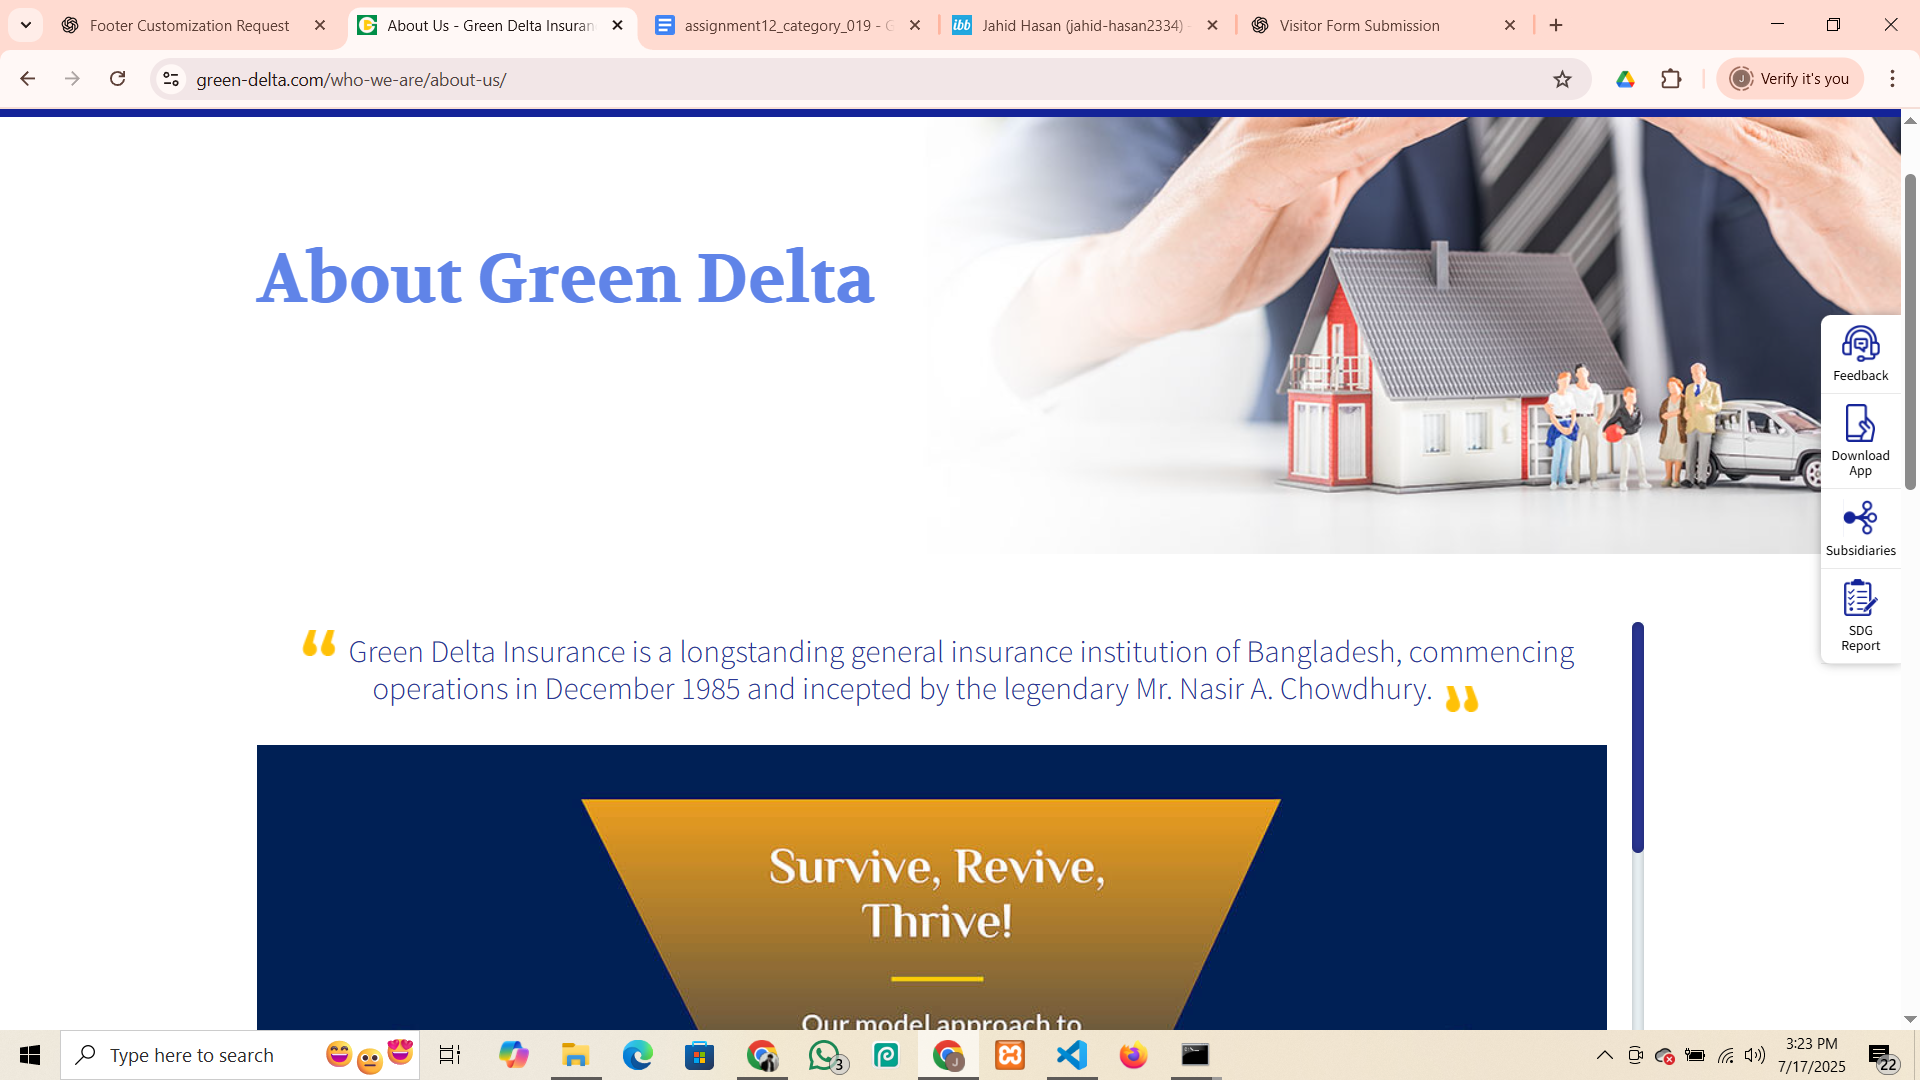 Footer Customization Request
About Us - Green Delta Insuran
assignment12_category_019 - G
ibb
Jahid Hasan (jahid-hasan2334) -
Visitor Form Submission
green-delta.com/who-we-are/about-us/
J
Verify it's you
About Green Delta
Feedback
Download
App
Subsidiaries
SDG
Report
“ Green Delta Insurance is a longstanding general insurance institution of Bangladesh, commencing
operations in December 1985 and incepted by the legendary Mr. Nasir A. Chowdhury. ”
Survive, Revive,
Thrive!
Our model approach to
Type here to search
3
J
3:23 PM
7/17/2025
22